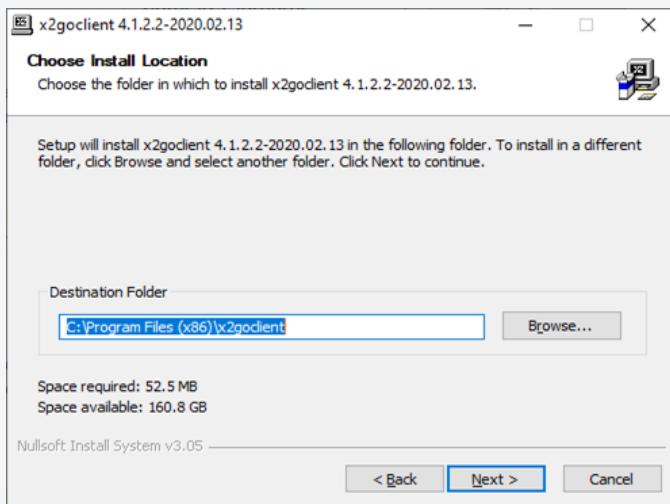 x2goclient 4.1.2.2-2020.02.13
Choose Install Location
Choose the folder in which to install x2goclient 4.1.2.2-2020.02.13.
Setup will install x2goclient 4.1.2.2-2020.02.13 in the following folder. To install in a different
folder, click Browse and select another folder. Click Next to continue.
Destination Folder
C:\Program Files (x86)\x2goclient
Browse...
Space required: 52.5 MB
Space available: 160.8 GB
Nullsoft Install System v3.05
< Back
Next >
Cancel